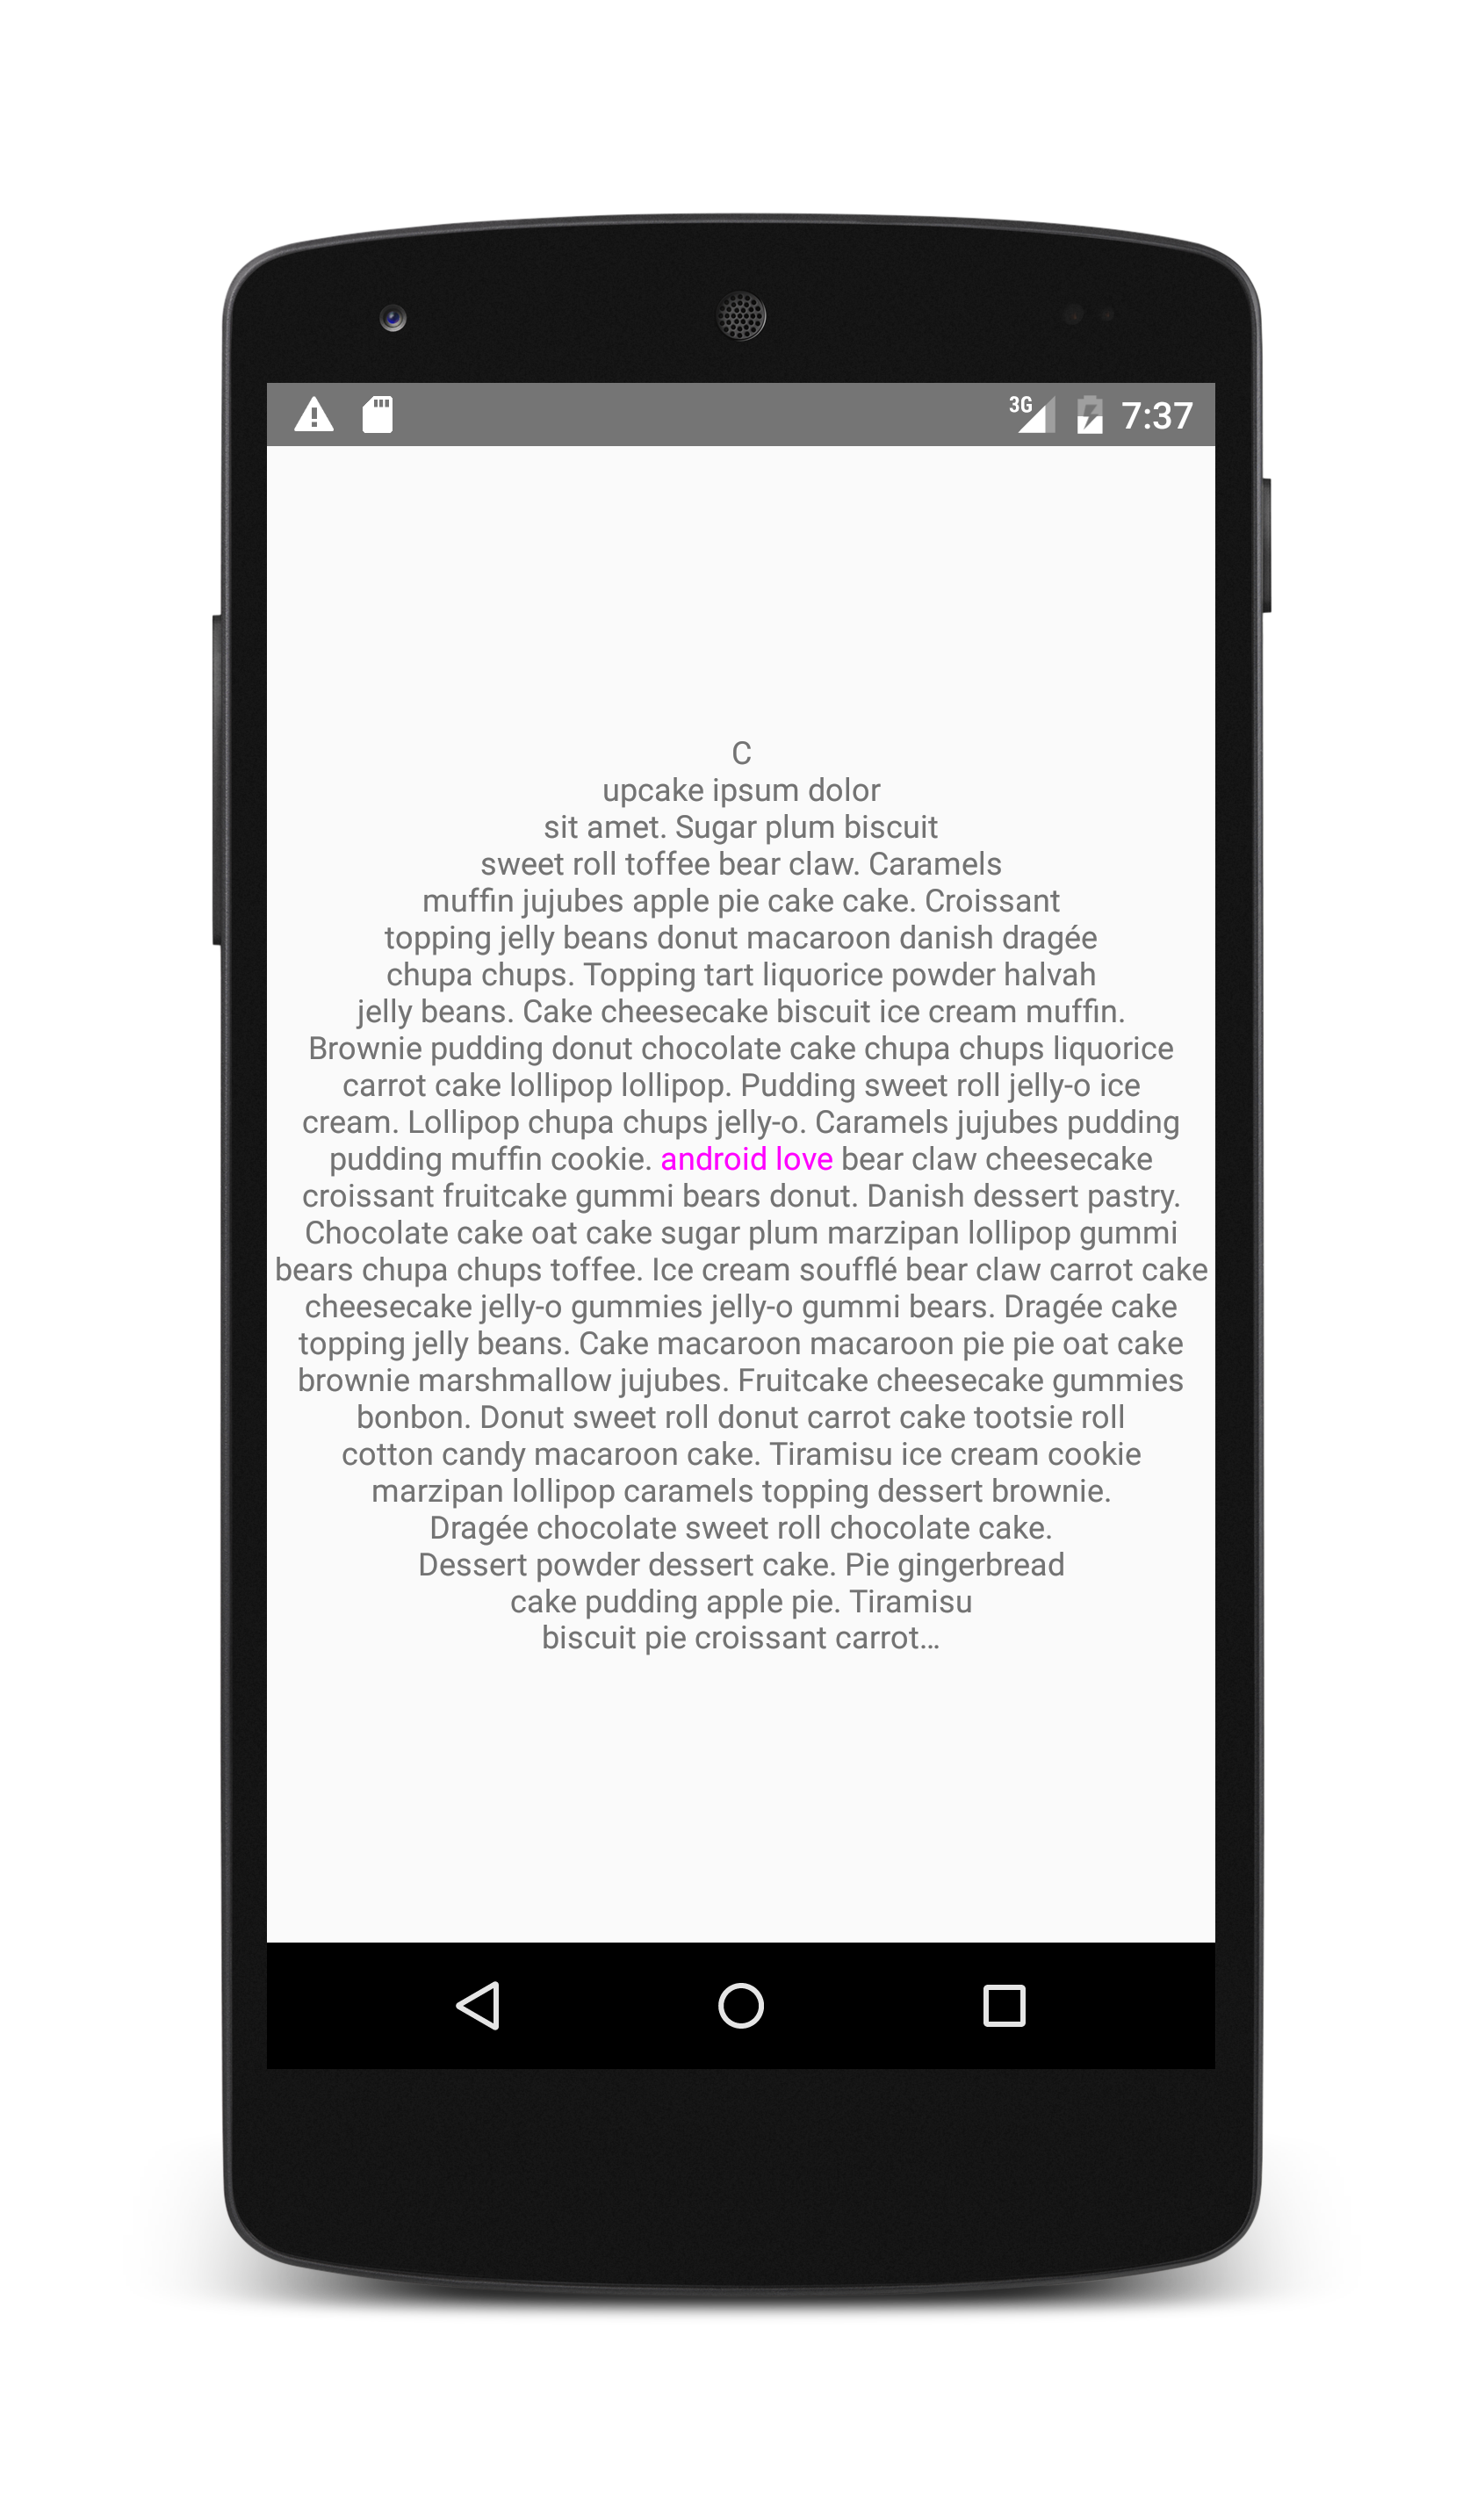 3G 7:37
C
upcake ipsum dolor
sit amet. Sugar plum biscuit
sweet roll toffee bear claw. Caramels
muffin jujubes apple pie cake cake. Croissant
topping jelly beans donut macaroon danish dragée
chupa chups. Topping tart liquorice powder halvah
jelly beans. Cake cheesecake biscuit ice cream muffin.
Brownie pudding donut chocolate cake chupa chups liquorice
carrot cake lollipop lollipop. Pudding sweet roll jelly-o ice
cream. Lollipop chupa chups jelly-o. Caramels jujubes pudding
pudding muffin cookie. android love bear claw cheesecake
croissant fruitcake gummi bears donut. Danish dessert pastry.
Chocolate cake oat cake sugar plum marzipan lollipop gummi
bears chupa chups toffee. Ice cream soufflé bear claw carrot cake
cheesecake jelly-o gummies jelly-o gummi bears. Dragée cake
topping jelly beans. Cake macaroon macaroon pie pie oat cake
brownie marshmallow jujubes. Fruitcake cheesecake gummies
bonbon. Donut sweet roll donut carrot cake tootsie roll
cotton candy macaroon cake. Tiramisu ice cream cookie
marzipan lollipop caramels topping dessert brownie.
Dragée chocolate sweet roll chocolate cake.
Dessert powder dessert cake. Pie gingerbread
cake pudding apple pie. Tiramisu
biscuit pie croissant carrot…